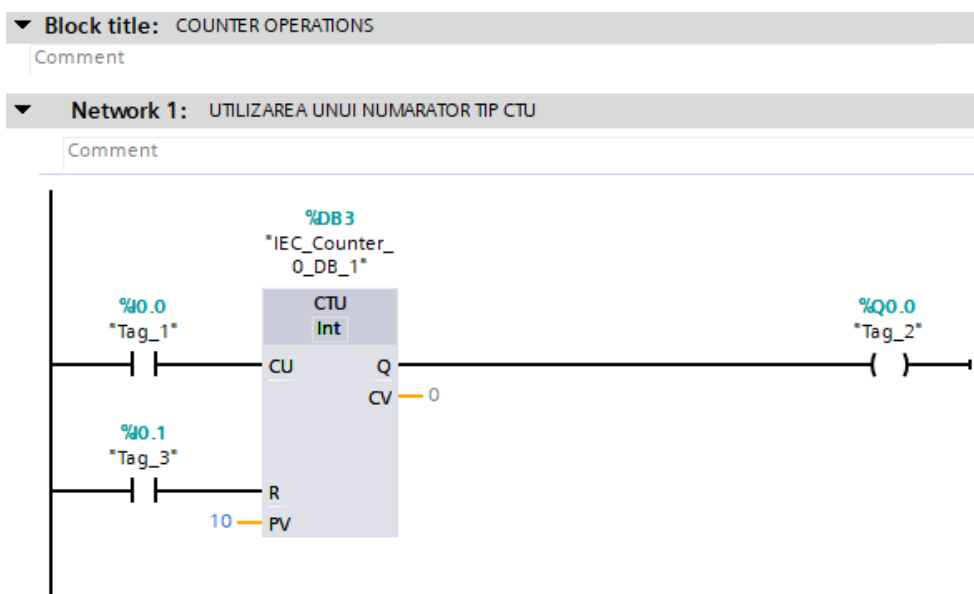 Block title: COUNTER OPERATIONS
Comment
Network 1: UTILIZAREA UNUI NUMARATOR TIP CTU
Comment
%DB3
"IEC_Counter_
0_DB_1"
%I0.0
"Tag_1"
CTU
Int
%Q0.0
"Tag_2"
CU
Q
CV
0
%I0.1
"Tag_3"
R
10
PV